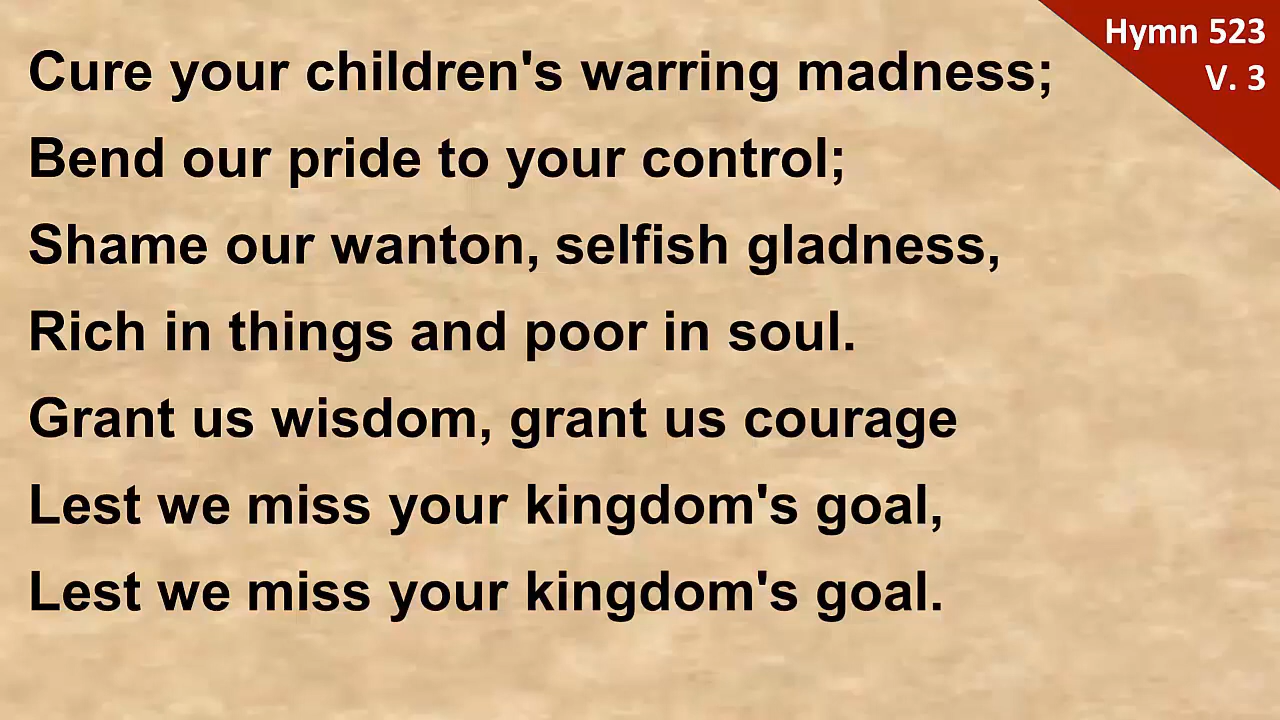 Hymn 523
V. 3
Cure your children's warring madness;
Bend our pride to your control;
Shame our wanton, selfish gladness,
Rich in things and poor in soul.
Grant us wisdom, grant us courage
Lest we miss your kingdom's goal,
Lest we miss your kingdom's goal.